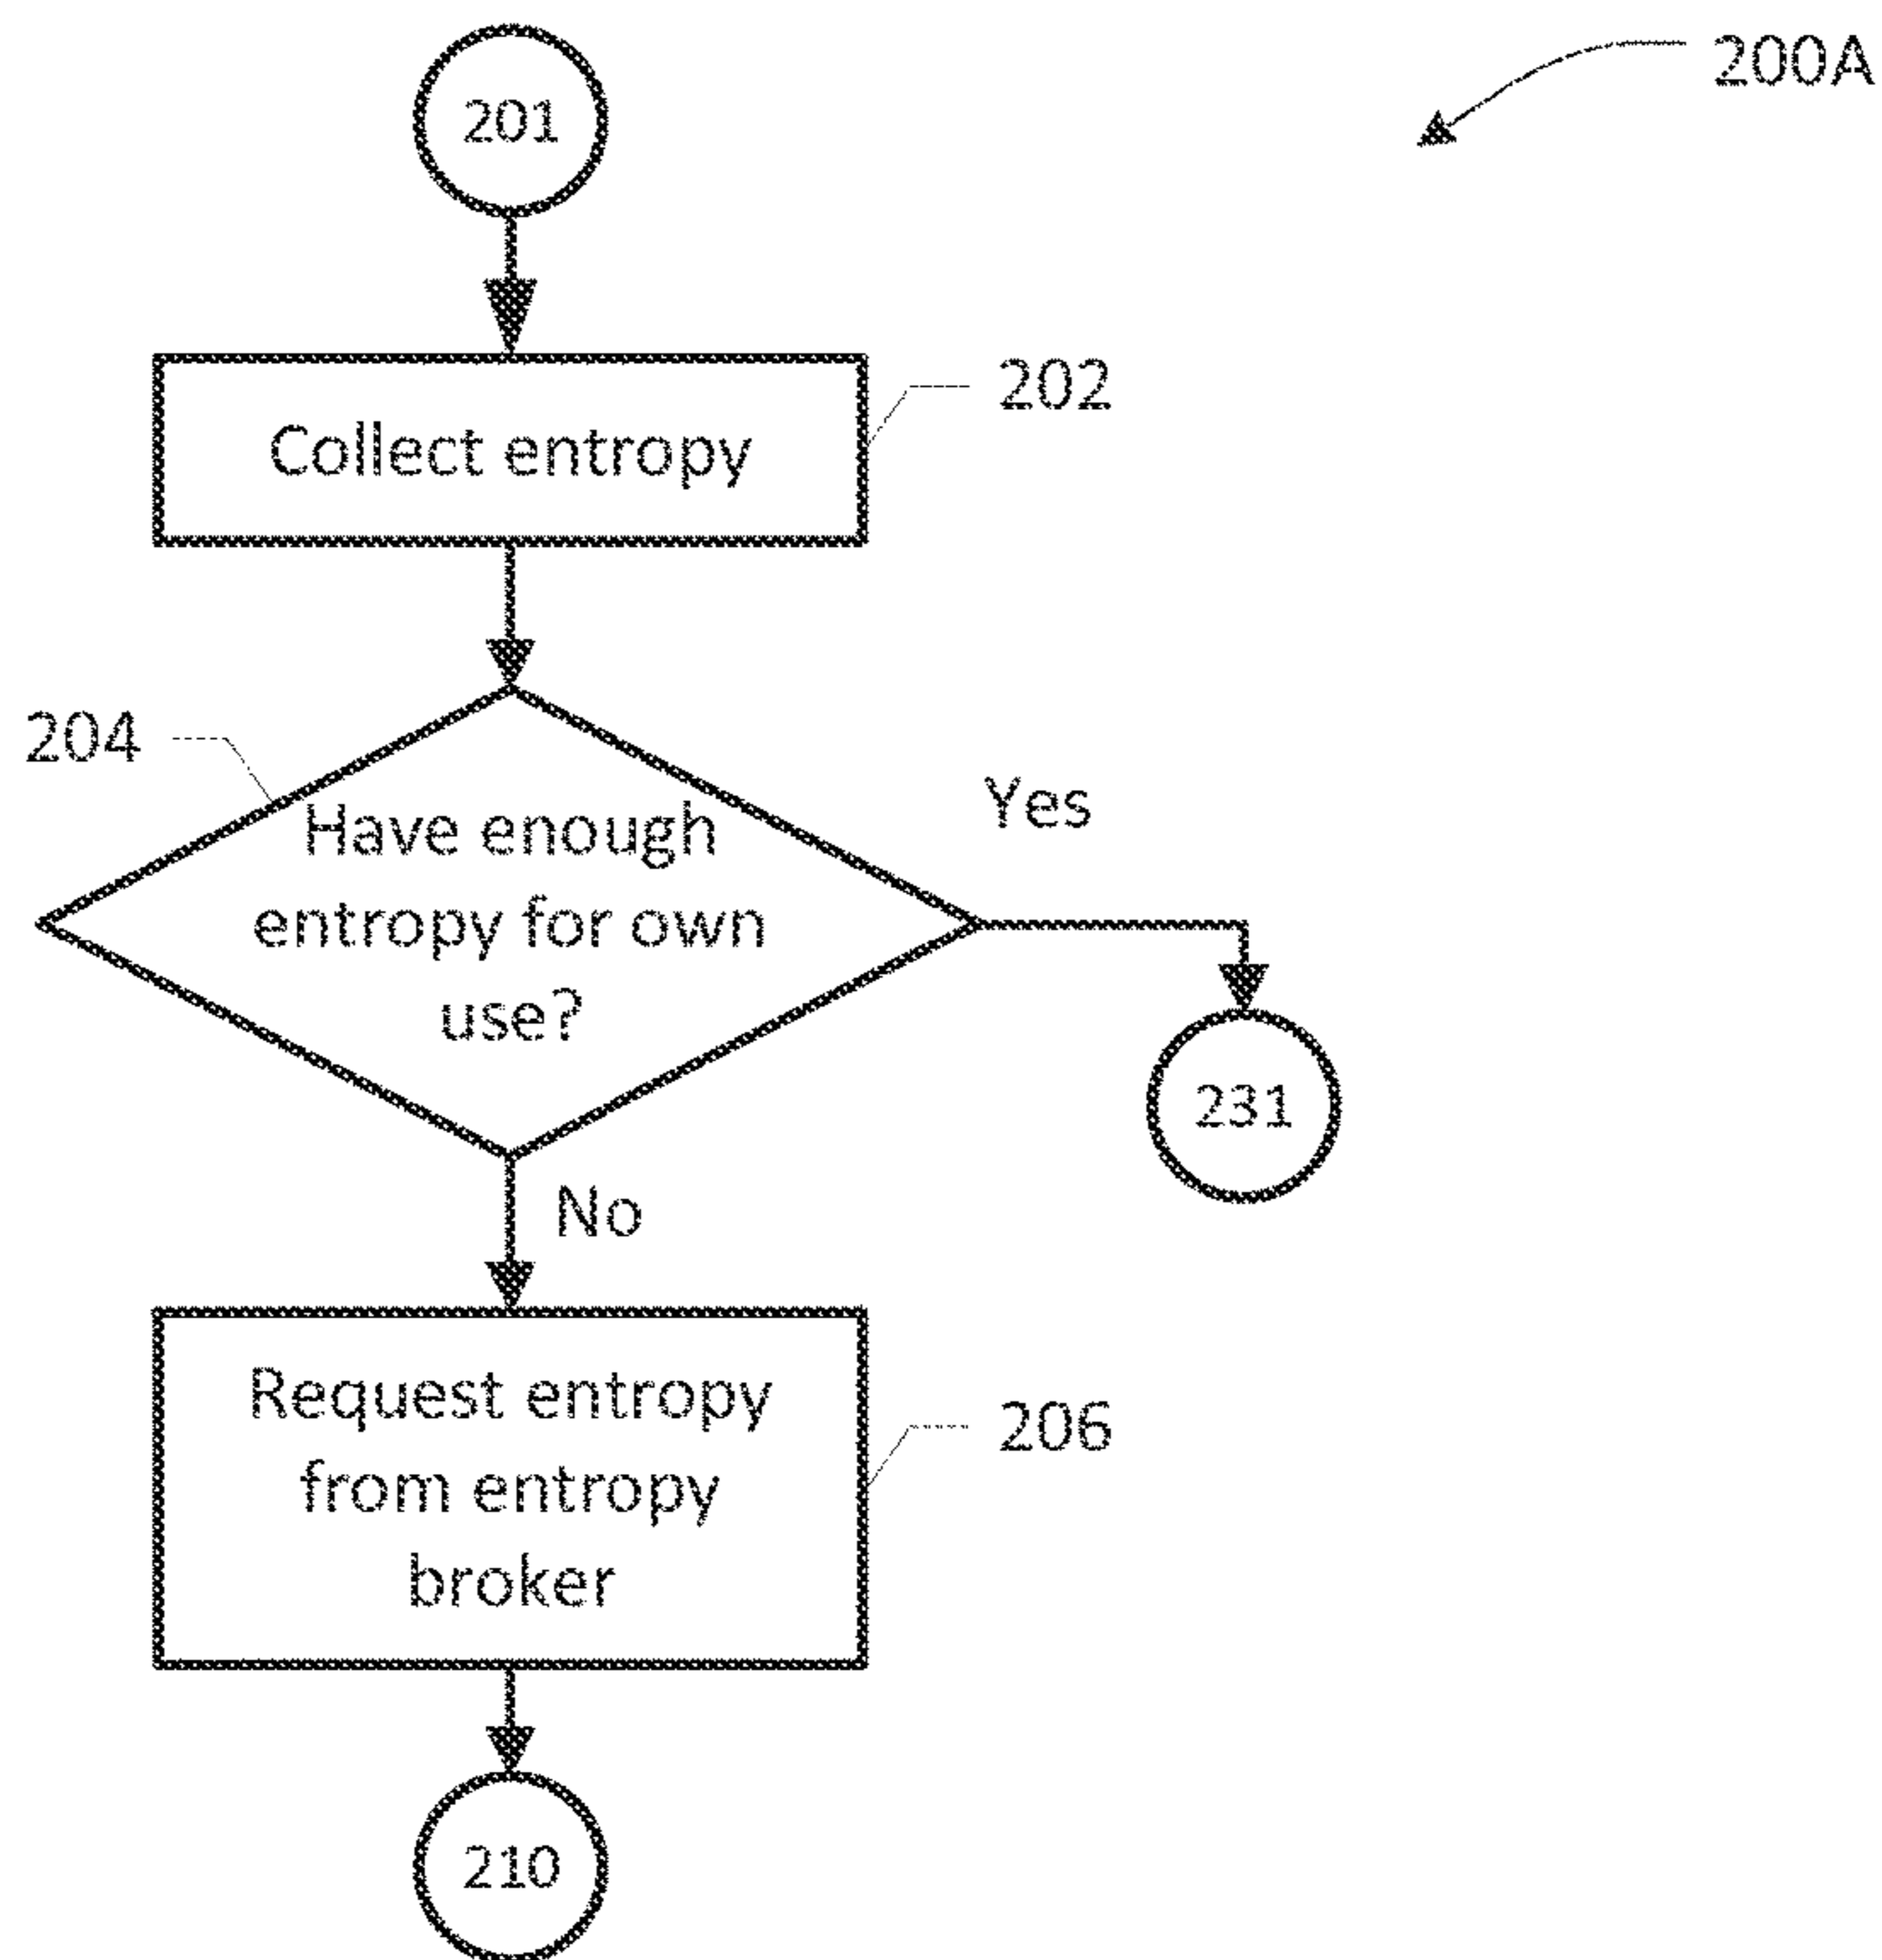 200A
201
Collect entropy
202
204
Have enough
entropy for own
use?
Yes
231
No
Request entropy
from entropy
broker
206
210